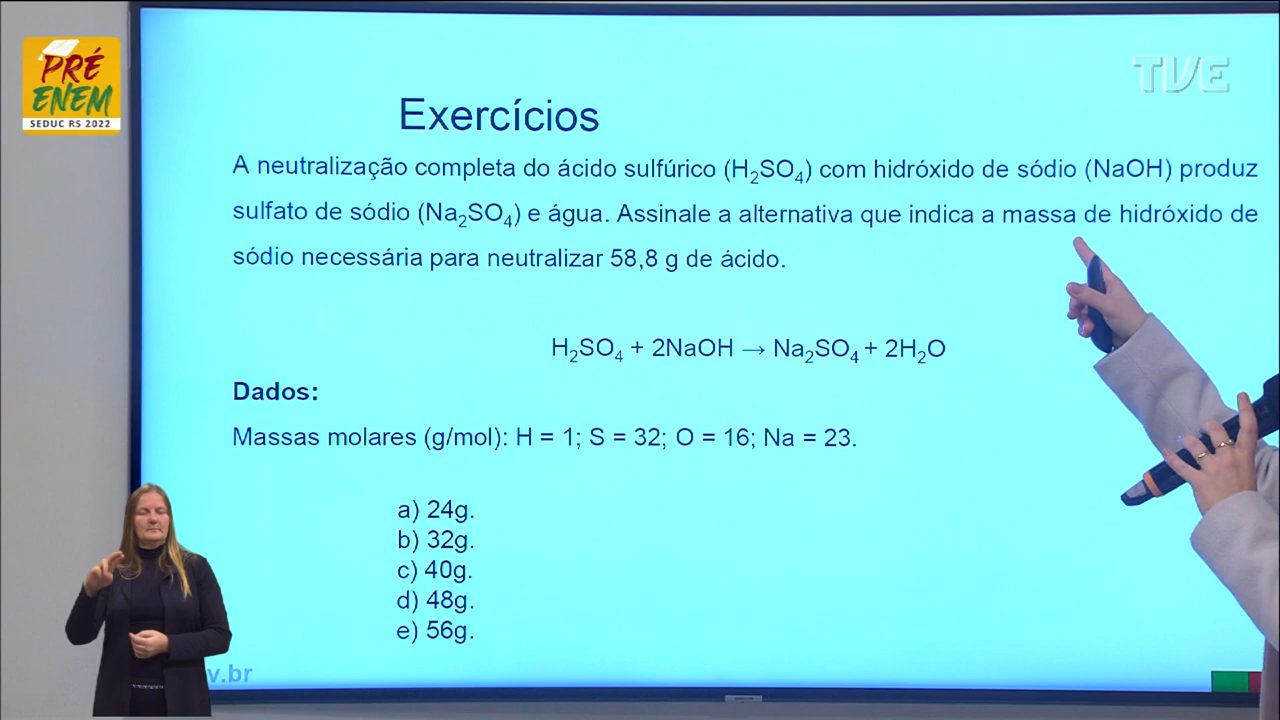 PRÉ
ENEM
SEDUC RS 2022
TVE
Exercícios
A neutralização completa do ácido sulfúrico (H₂SO₄) com hidróxido de sódio (NaOH) produz
sulfato de sódio (Na₂SO₄) e água. Assinale a alternativa que indica a massa de hidróxido de
sódio necessária para neutralizar 58,8 g de ácido.
H₂SO₄ + 2NaOH → Na₂SO₄ + 2H₂O
Dados:
Massas molares (g/mol): H = 1; S = 32; O = 16; Na = 23.
a) 24g.
b) 32g.
c) 40g.
d) 48g.
e) 56g.
v.br